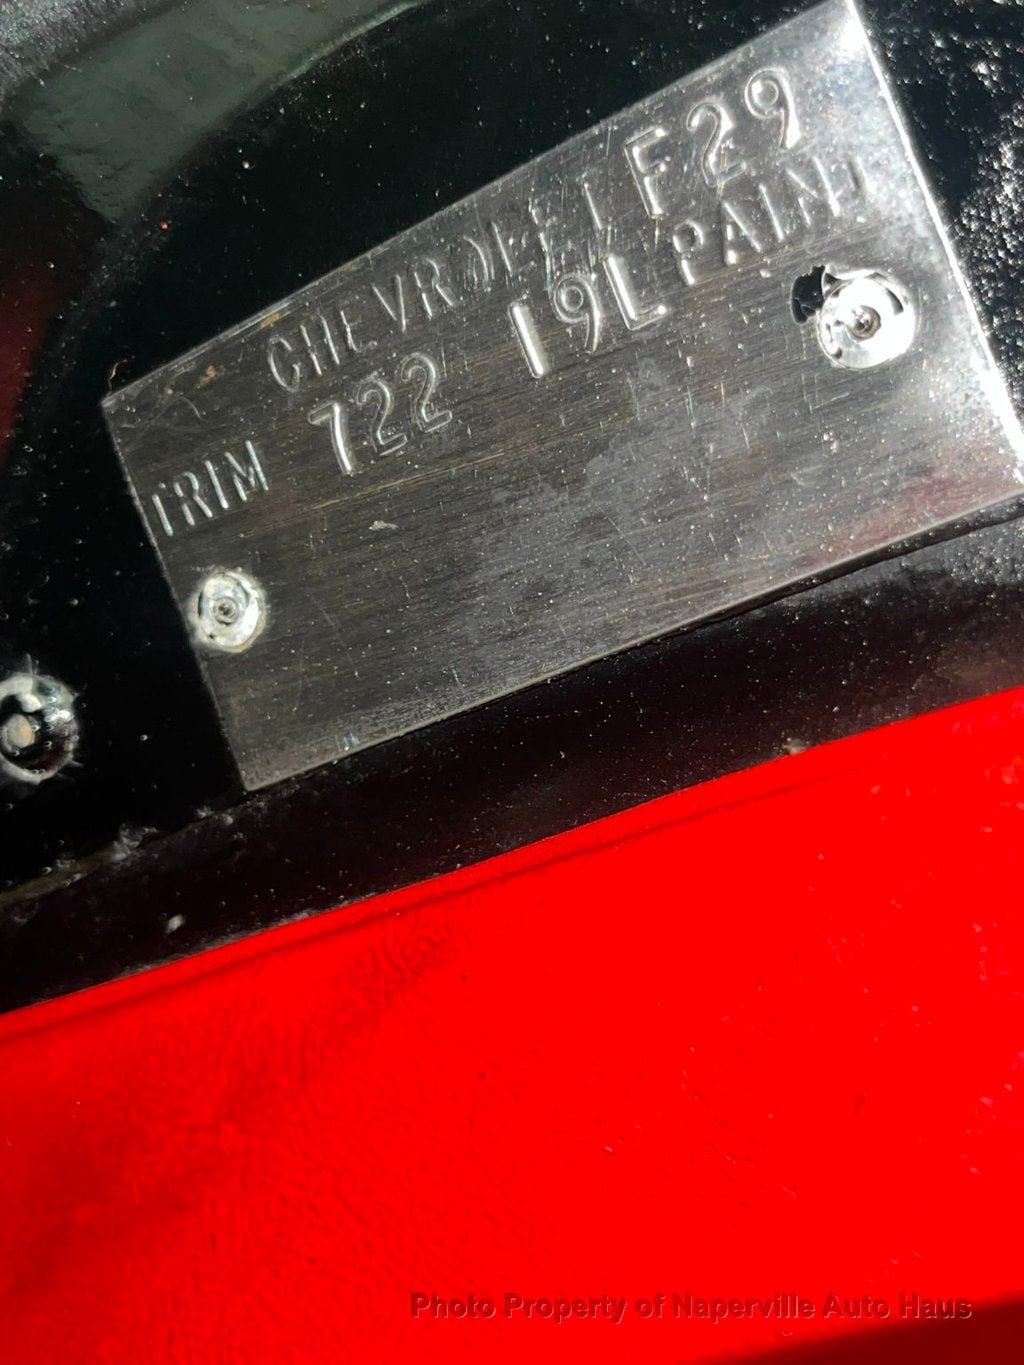 CHEVROLET F29
TRIM 722 19L PAINT
Photo Property of Naperville Auto Haus